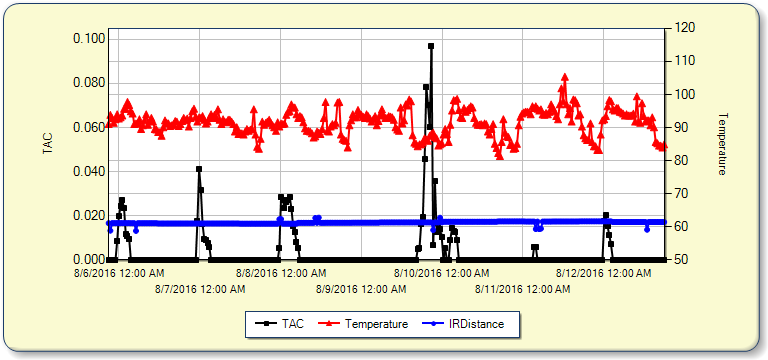 0.100
0.080
0.060
0.040
0.020
0.000
TAC
120
110
100
90
80
70
60
50
Temperature
8/6/2016 12:00 AM
8/8/2016 12:00 AM
8/10/2016 12:00 AM
8/12/2016 12:00 AM
8/7/2016 12:00 AM
8/9/2016 12:00 AM
8/11/2016 12:00 AM
TAC Temperature IRDistance